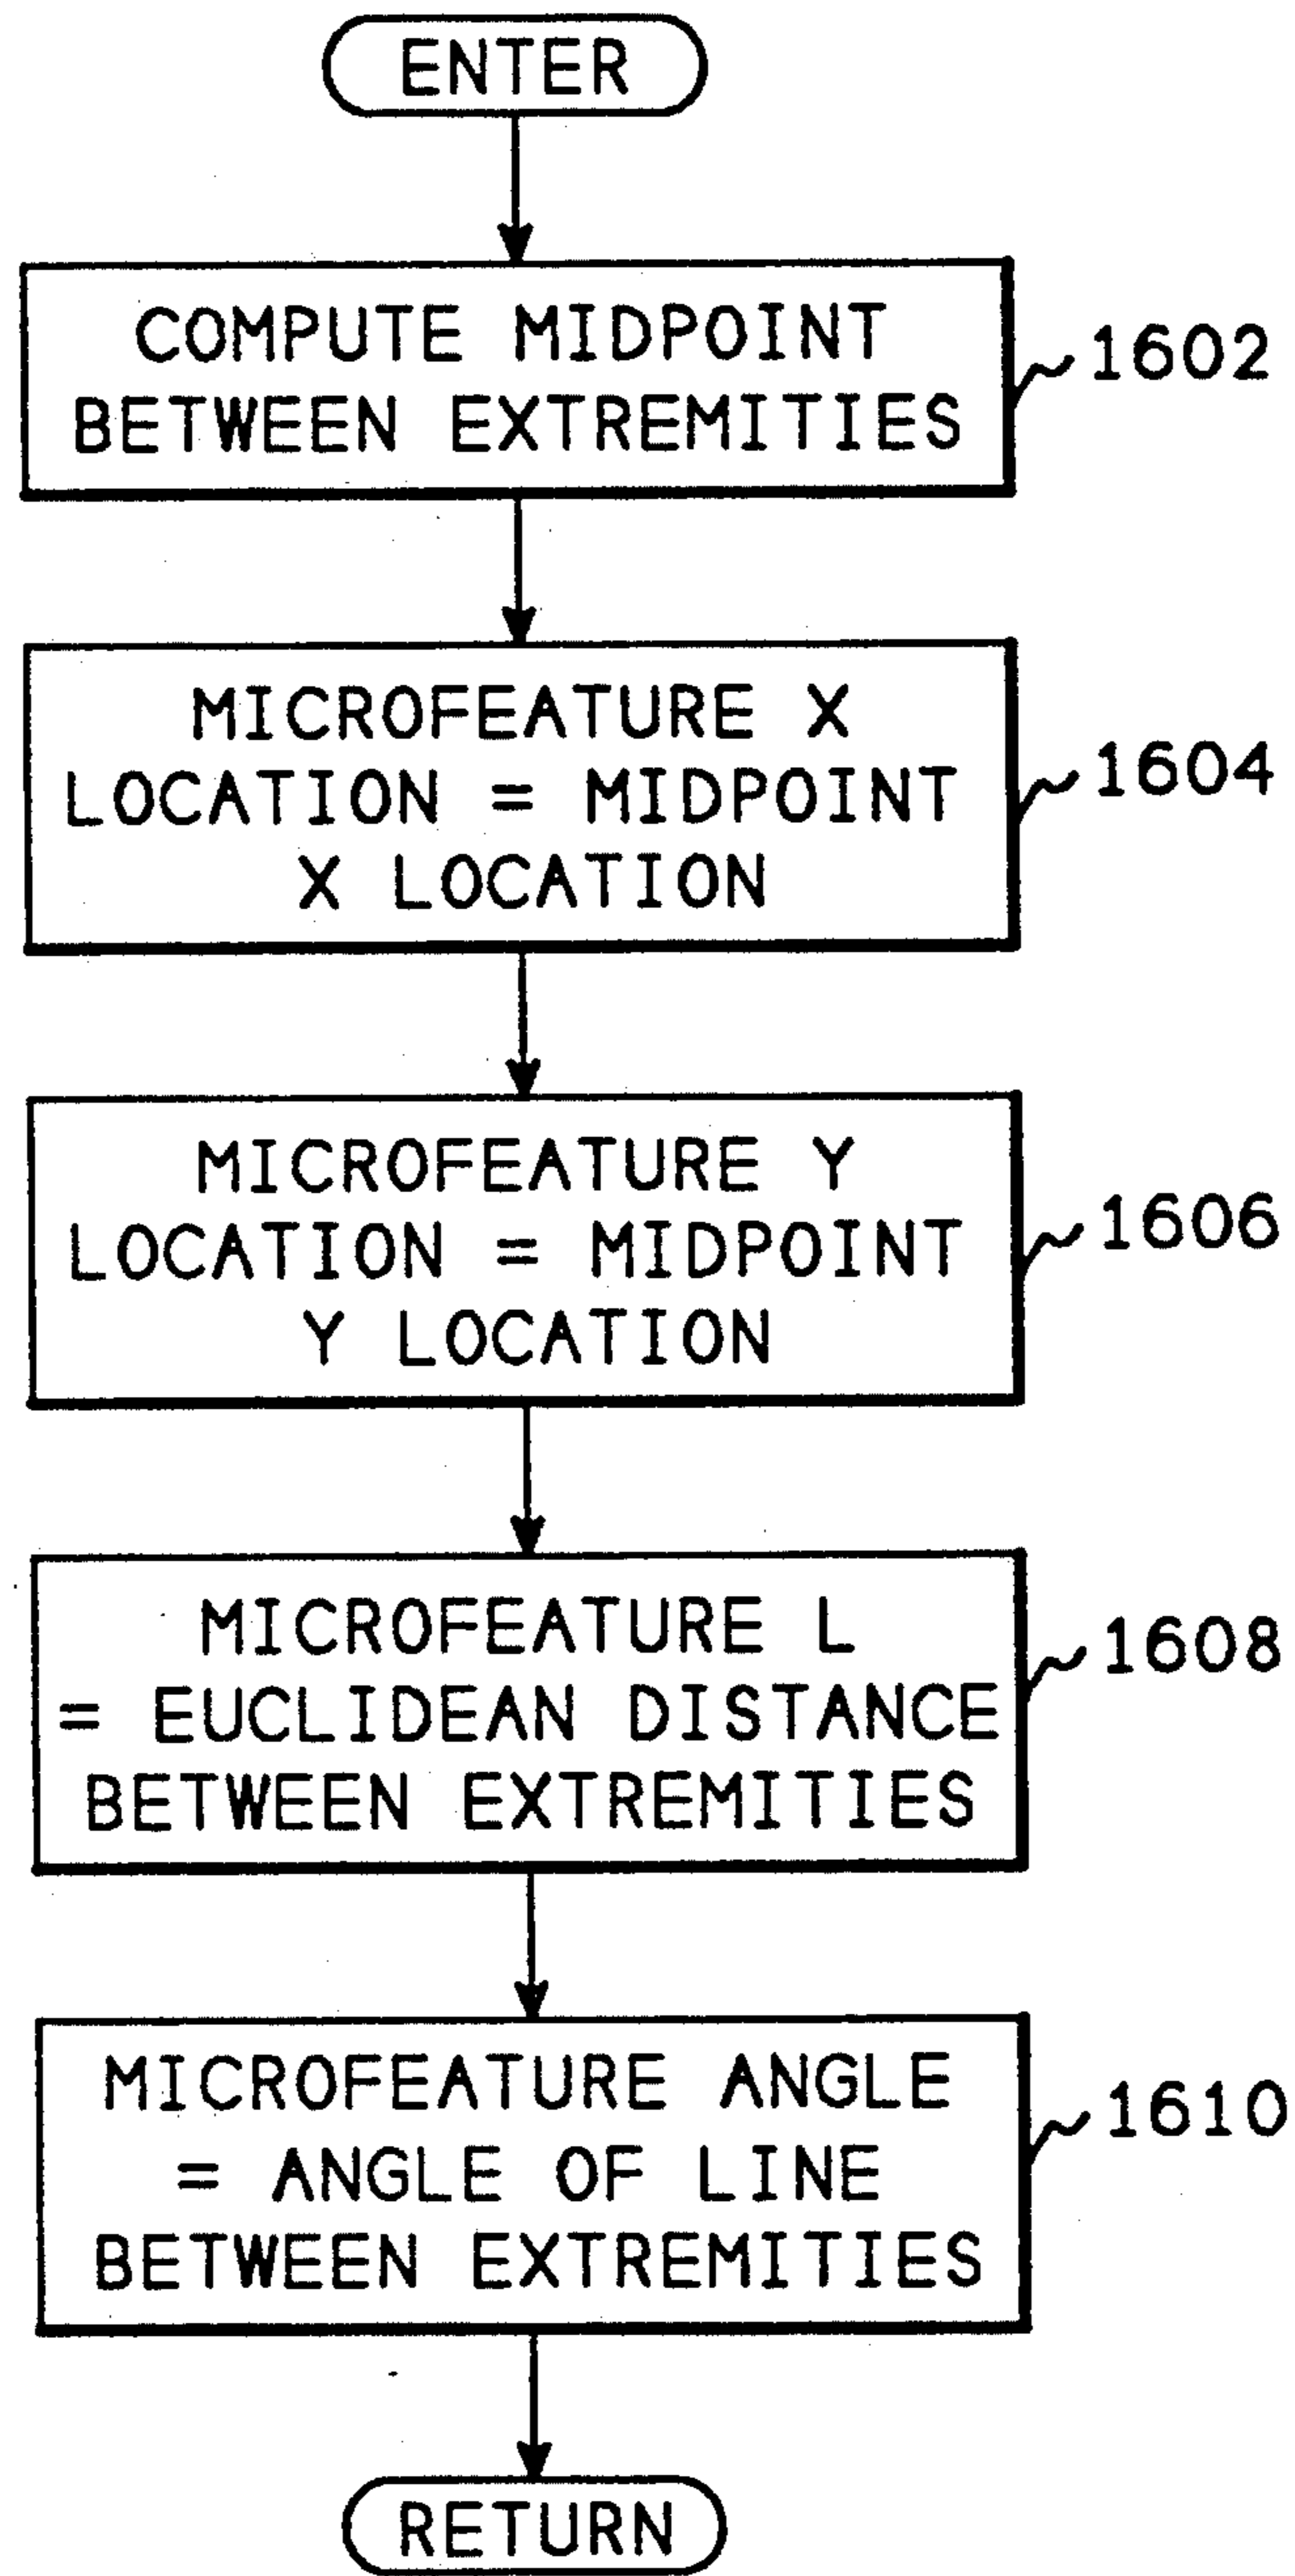 ENTER
COMPUTE MIDPOINT
BETWEEN EXTREMITIES
1602
MICROFEATURE X
LOCATION = MIDPOINT
X LOCATION
1604
MICROFEATURE Y
LOCATION = MIDPOINT
Y LOCATION
1606
MICROFEATURE L
= EUCLIDEAN DISTANCE
BETWEEN EXTREMITIES
1608
MICROFEATURE ANGLE
= ANGLE OF LINE
BETWEEN EXTREMITIES
1610
RETURN